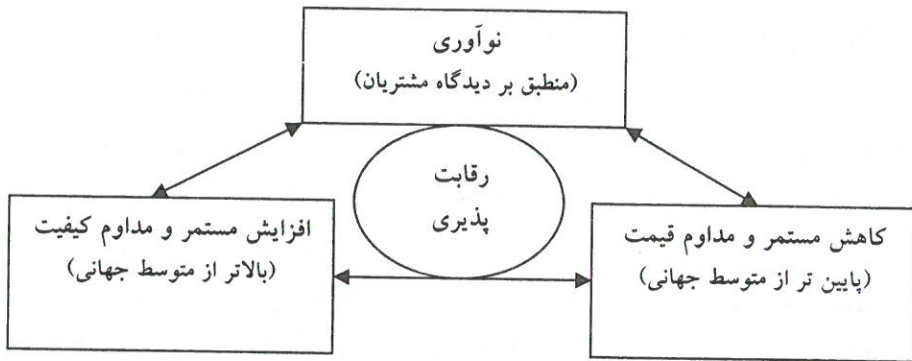 نوآوری
(منطبق بر دیدگاه مشتریان)
رقابت
پذیری
کاهش مستمر و مداوم قیمت
(پایین تر از متوسط جهانی)
افزایش مستمر و مداوم کیفیت
(بالاتر از متوسط جهانی)